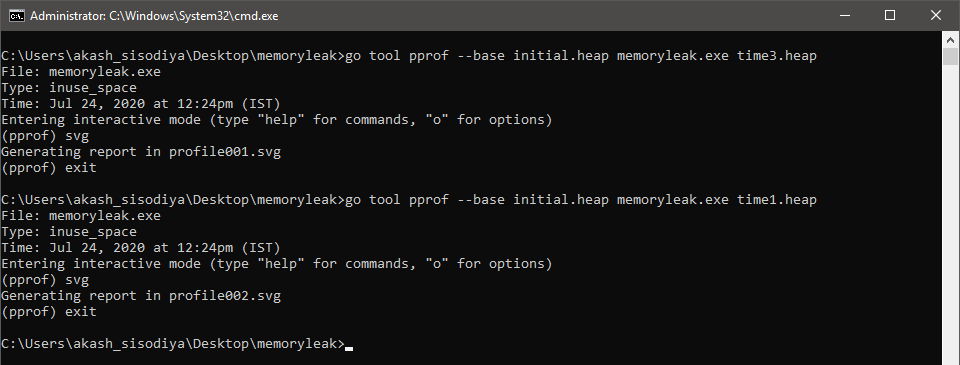 Administrator: C:\Windows\System32\cmd.exe
C:\Users\akash_sisodiya\Desktop\memoryleak>go tool pprof --base initial.heap memoryleak.exe time3.heap
File: memoryleak.exe
Type: inuse_space
Time: Jul 24, 2020 at 12:24pm (IST)
Entering interactive mode (type "help" for commands, "o" for options)
(pprof) svg
Generating report in profile001.svg
(pprof) exit
C:\Users\akash_sisodiya\Desktop\memoryleak>go tool pprof --base initial.heap memoryleak.exe time1.heap
File: memoryleak.exe
Type: inuse_space
Time: Jul 24, 2020 at 12:24pm (IST)
Entering interactive mode (type "help" for commands, "o" for options)
(pprof) svg
Generating report in profile002.svg
(pprof) exit
C:\Users\akash_sisodiya\Desktop\memoryleak>